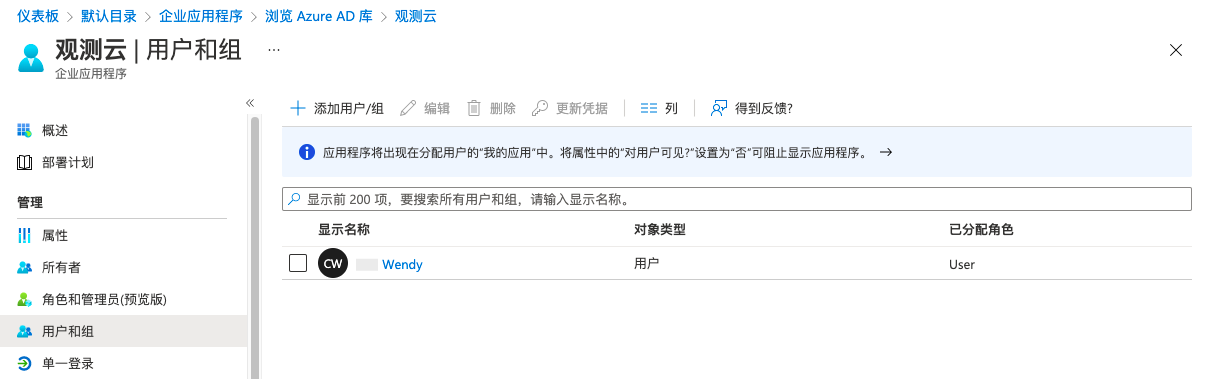 仪表板 > 默认目录 > 企业应用程序 > 浏览 Azure AD 库 > 观测云
观测云 | 用户和组 ...
企业应用程序
«
概述
部署计划
管理
属性
所有者
角色和管理员(预览版)
用户和组
单一登录
添加用户/组 编辑 删除 更新凭据 列 得到反馈?
应用程序将出现在分配用户的"我的应用"中。将属性中的"对用户可见?"设置为"否"可阻止显示应用程序。 →
显示前 200 项，要搜索所有用户和组，请输入显示名称。
显示名称 对象类型 已分配角色
CW Wendy 用户 User